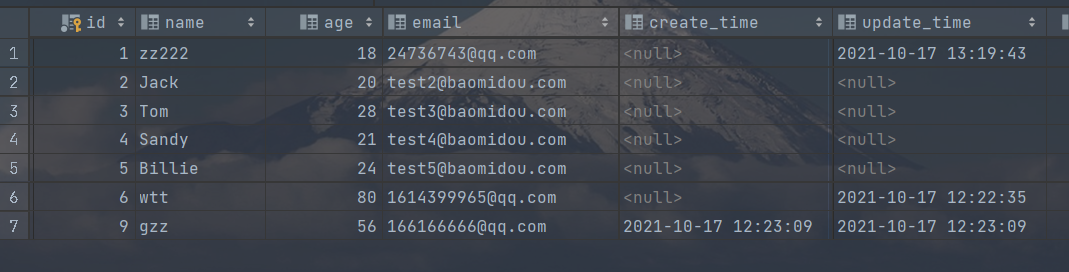 id name age email create_time update_time
1 1 zz222 18 24736743@qq.com <null> 2021-10-17 13:19:43
2 2 Jack 20 test2@baomidou.com <null> <null>
3 3 Tom 28 test3@baomidou.com <null> <null>
4 4 Sandy 21 test4@baomidou.com <null> <null>
5 5 Billie 24 test5@baomidou.com <null> <null>
6 6 wtt 80 1614399965@qq.com <null> 2021-10-17 12:22:35
7 9 gzz 56 166166666@qq.com 2021-10-17 12:23:09 2021-10-17 12:23:09